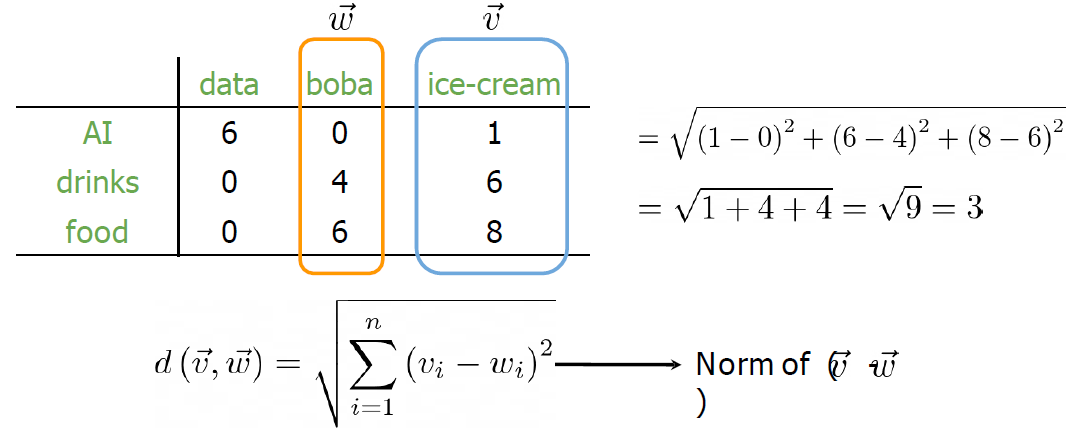 $\vec{w}$ $\vec{v}$
data boba ice-cream
AI 6 0 1
drinks 0 4 6
food 0 6 8
$= \sqrt{(1-0)^2 + (6-4)^2 + (8-6)^2}$
$= \sqrt{1+4+4} = \sqrt{9} = 3$
$d(\vec{v}, \vec{w}) = \sqrt{\sum_{i=1}^{n} (v_i - w_i)^2}$
Norm of ($\vec{v}$ - $\vec{w}$
)